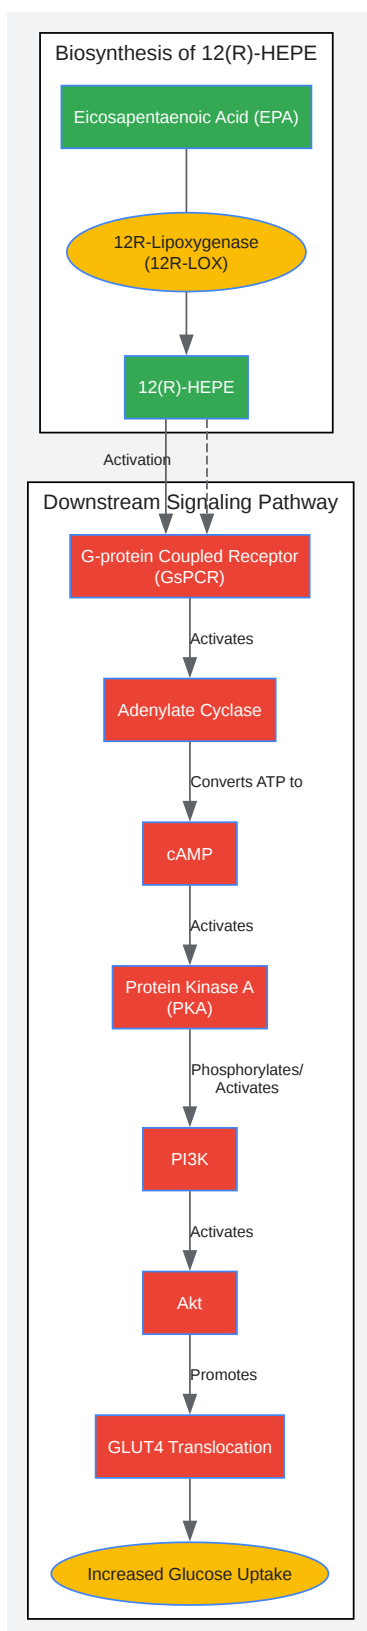 Biosynthesis of 12(R)-HEPE
Eicosapentaenoic Acid (EPA)
12R-Lipoxygenase
(12R-LOX)
12(R)-HEPE
Activation
Downstream Signaling Pathway
G-protein Coupled Receptor
(GsPCR)
Activates
Adenylate Cyclase
Converts ATP to
cAMP
Activates
Protein Kinase A
(PKA)
Phosphorylates/
Activates
PI3K
Activates
Akt
Promotes
GLUT4 Translocation
Increased Glucose Uptake